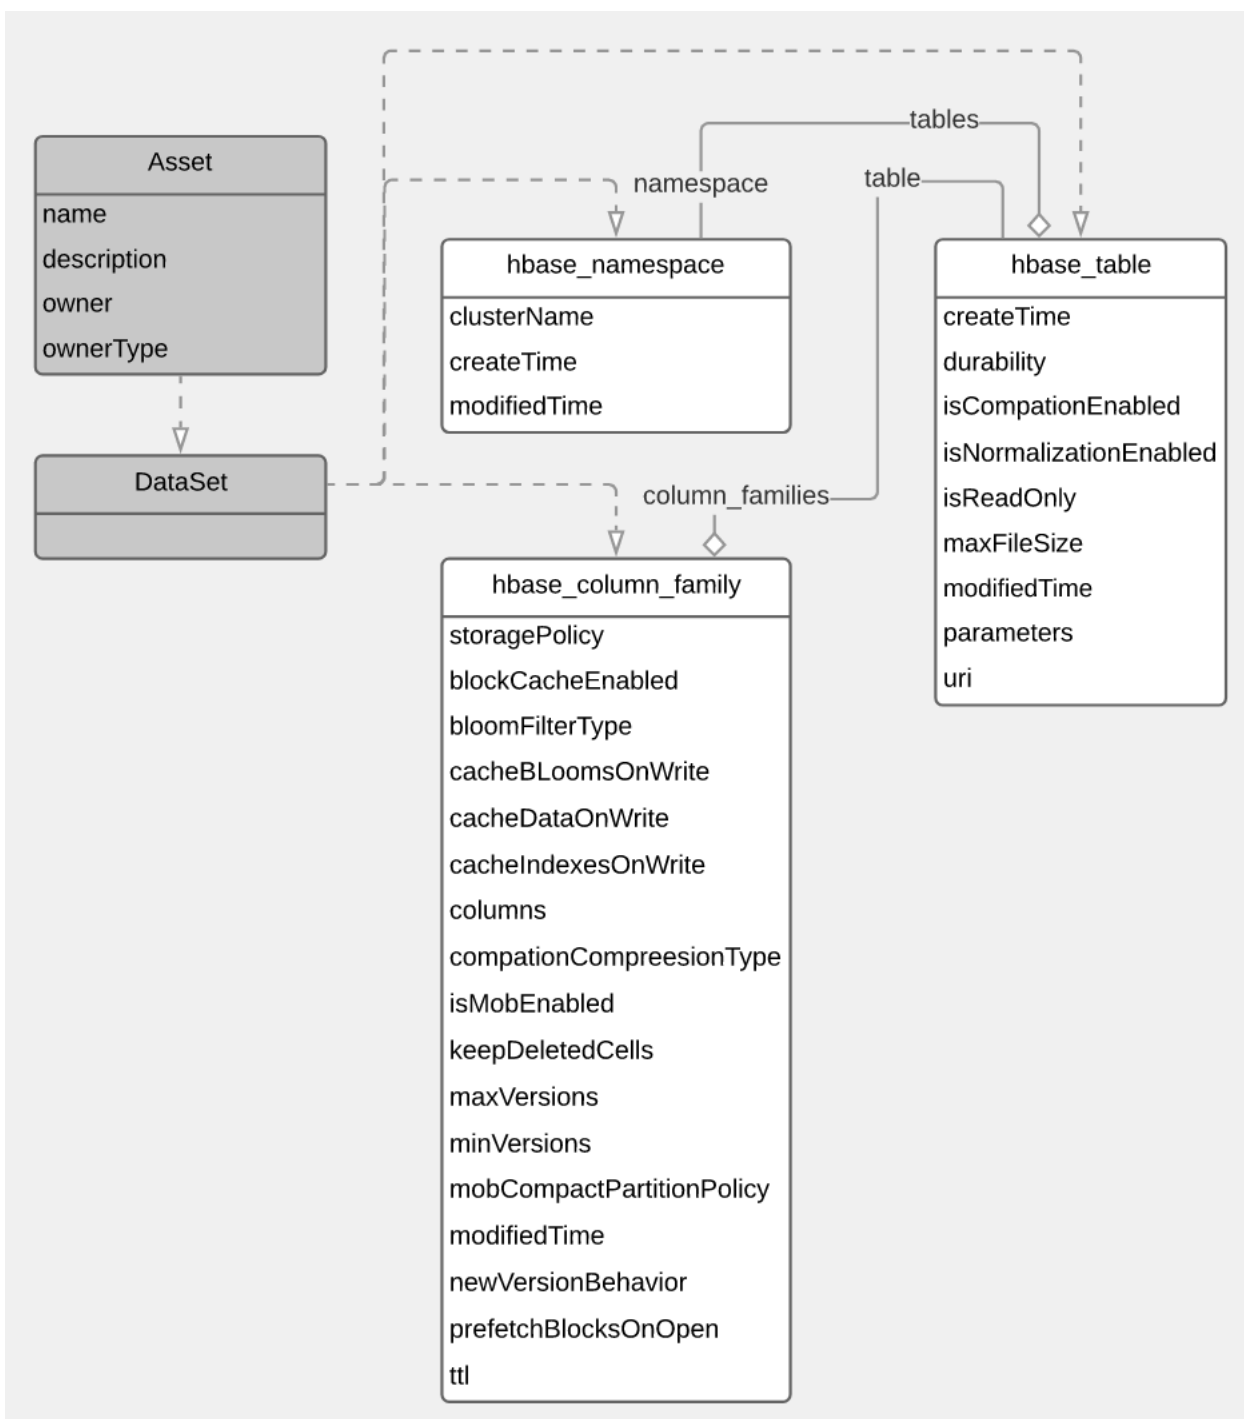 tables
namespace
table
Asset
name
description
owner
ownerType
DataSet
hbase_namespace
clusterName
createTime
modifiedTime
hbase_table
createTime
durability
isCompationEnabled
isNormalizationEnabled
isReadOnly
maxFileSize
modifiedTime
parameters
uri
column_families
hbase_column_family
storagePolicy
blockCacheEnabled
bloomFilterType
cacheBLoomsOnWrite
cacheDataOnWrite
cacheIndexesOnWrite
columns
compationCompreesionType
isMobEnabled
keepDeletedCells
maxVersions
minVersions
mobCompactPartitionPolicy
modifiedTime
newVersionBehavior
prefetchBlocksOnOpen
ttl